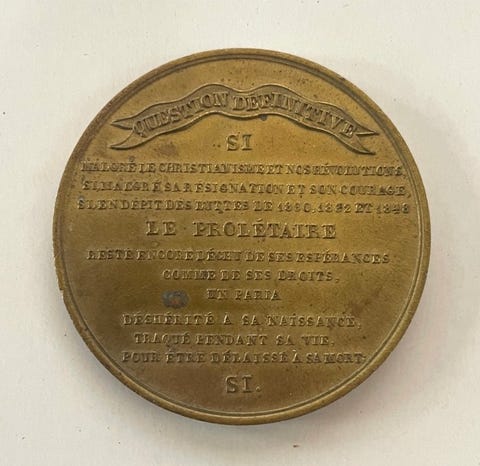 QUESTION DÉFINITIVE
SI
MALGRÉ LE CHRISTIANISME ET NOS RÉVOLUTIONS,
SI, MALGRÉ SA RÉSIGNATION ET SON COURAGE
SI, EN DÉPIT DES LUTTES DE 1830, 1832 ET 1848
LE PROLÉTAIRE
RESTE ENCORE DÉCHU DE SES ESPÉRANCES
COMME DE SES DROITS,
UN PARIA
DÉSHÉRITÉ A SA NAISSANCE,
TRAQUÉ PENDANT SA VIE,
POUR ÊTRE DÉLAISSÉ À SA MORT.
SI.